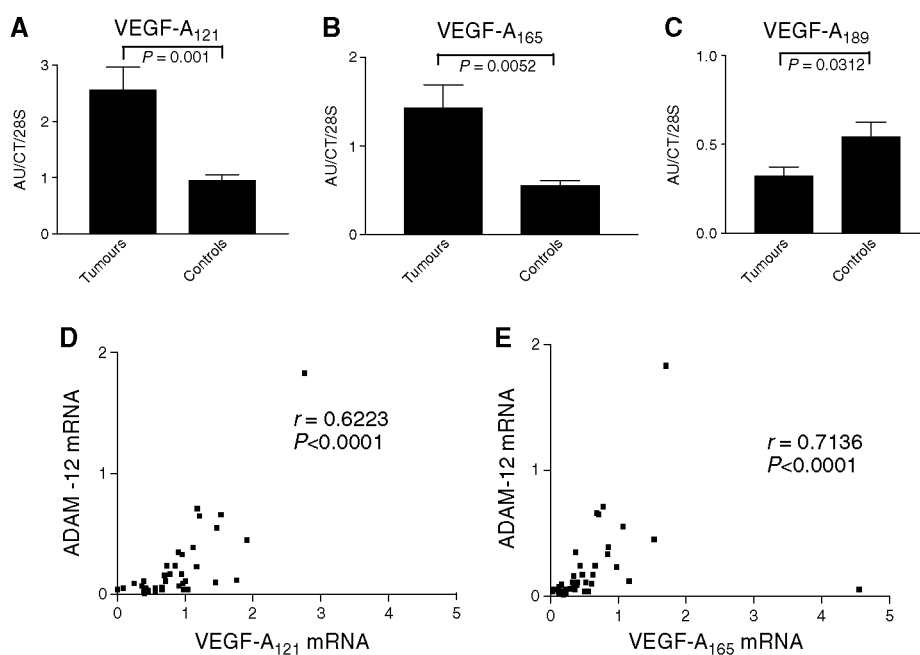 A
VEGF-A121
P = 0.001
AU/CT/28S
3
2
1
0
Tumours
Controls
B
VEGF-A165
P = 0.0052
AU/CT/28S
2
1
0
Tumours
Controls
C
VEGF-A189
P = 0.0312
AU/CT/28S
1.0
0.5
0.0
Tumours
Controls
D
ADAM -12 mRNA
2
1
0
r = 0.6223
P<0.0001
0 1 2 3 4 5
VEGF-A121 mRNA
E
ADAM-12 mRNA
2
1
0
r = 0.7136
P<0.0001
0 1 2 3 4 5
VEGF-A165 mRNA